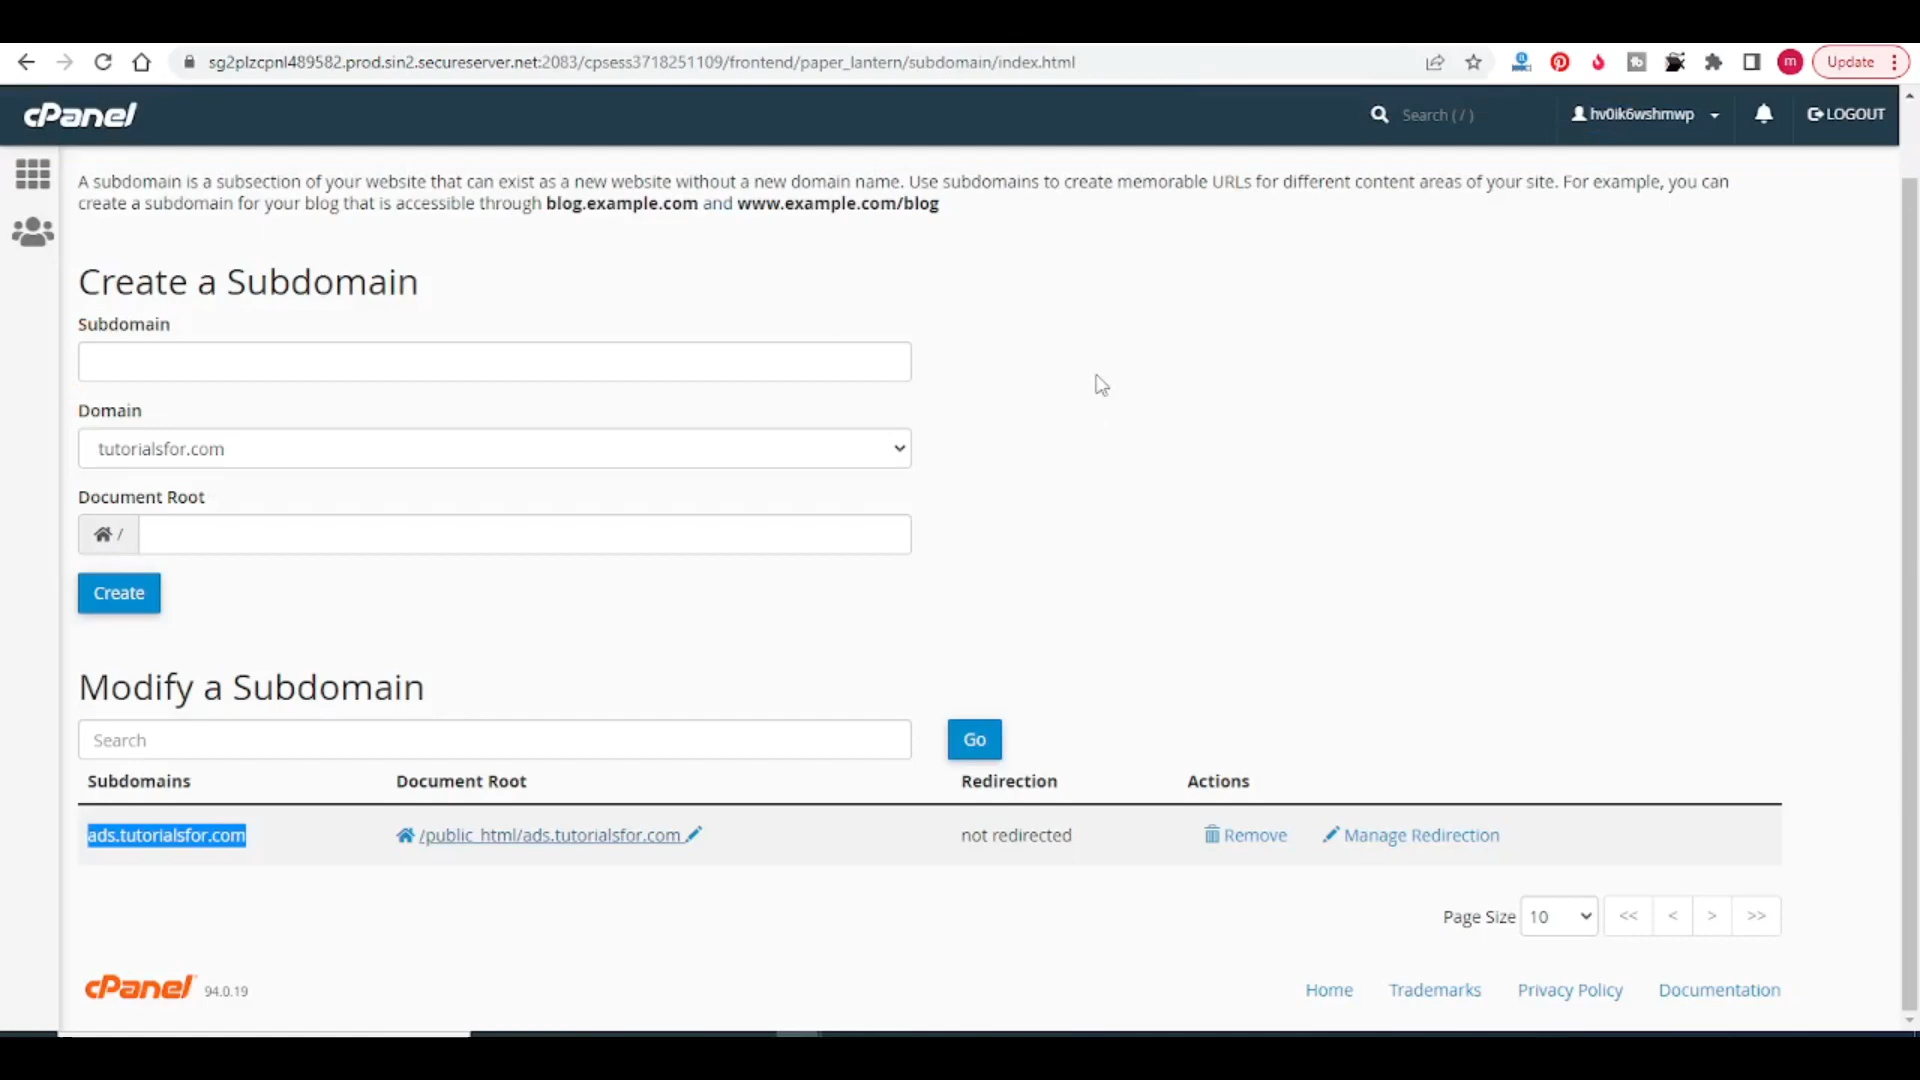 sg2plzcpnl489582.prod.sin2.secureserver.net:2083/cpsess3718251109/frontend/paper_lantern/subdomain/index.html
m
Update
cPanel
Search ( / )
hv0ik6wshmwp
LOGOUT
A subdomain is a subsection of your website that can exist as a new website without a new domain name. Use subdomains to create memorable URLs for different content areas of your site. For example, you can
create a subdomain for your blog that is accessible through blog.example.com and www.example.com/blog
Create a Subdomain
Subdomain
Domain
tutorialsfor.com
Document Root
/
Create
Modify a Subdomain
Search
Go
Subdomains Document Root Redirection Actions
ads.tutorialsfor.com /public_html/ads.tutorialsfor.com not redirected Remove Manage Redirection
Page Size 10 << < > >>
cPanel 94.0.19
Home Trademarks Privacy Policy Documentation